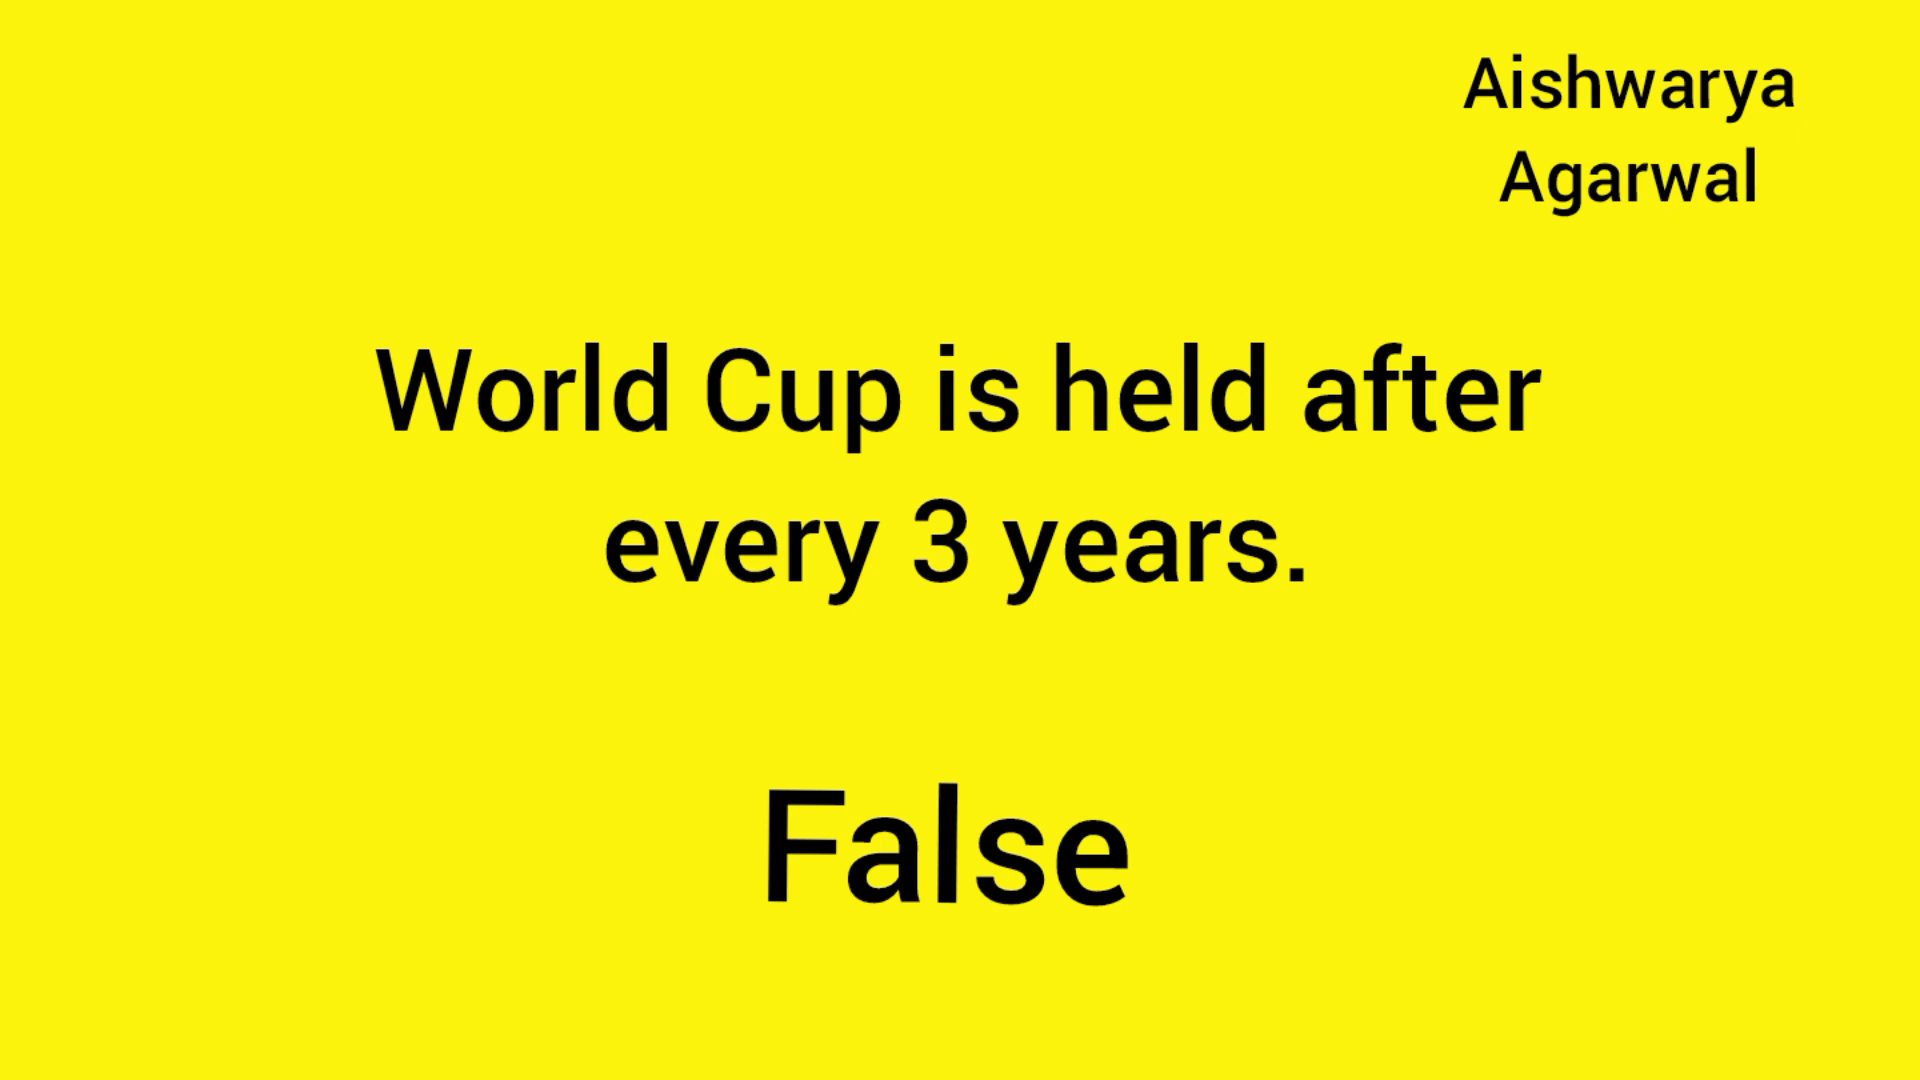 Aishwarya
Agarwal
World Cup is held after
every 3 years.
False